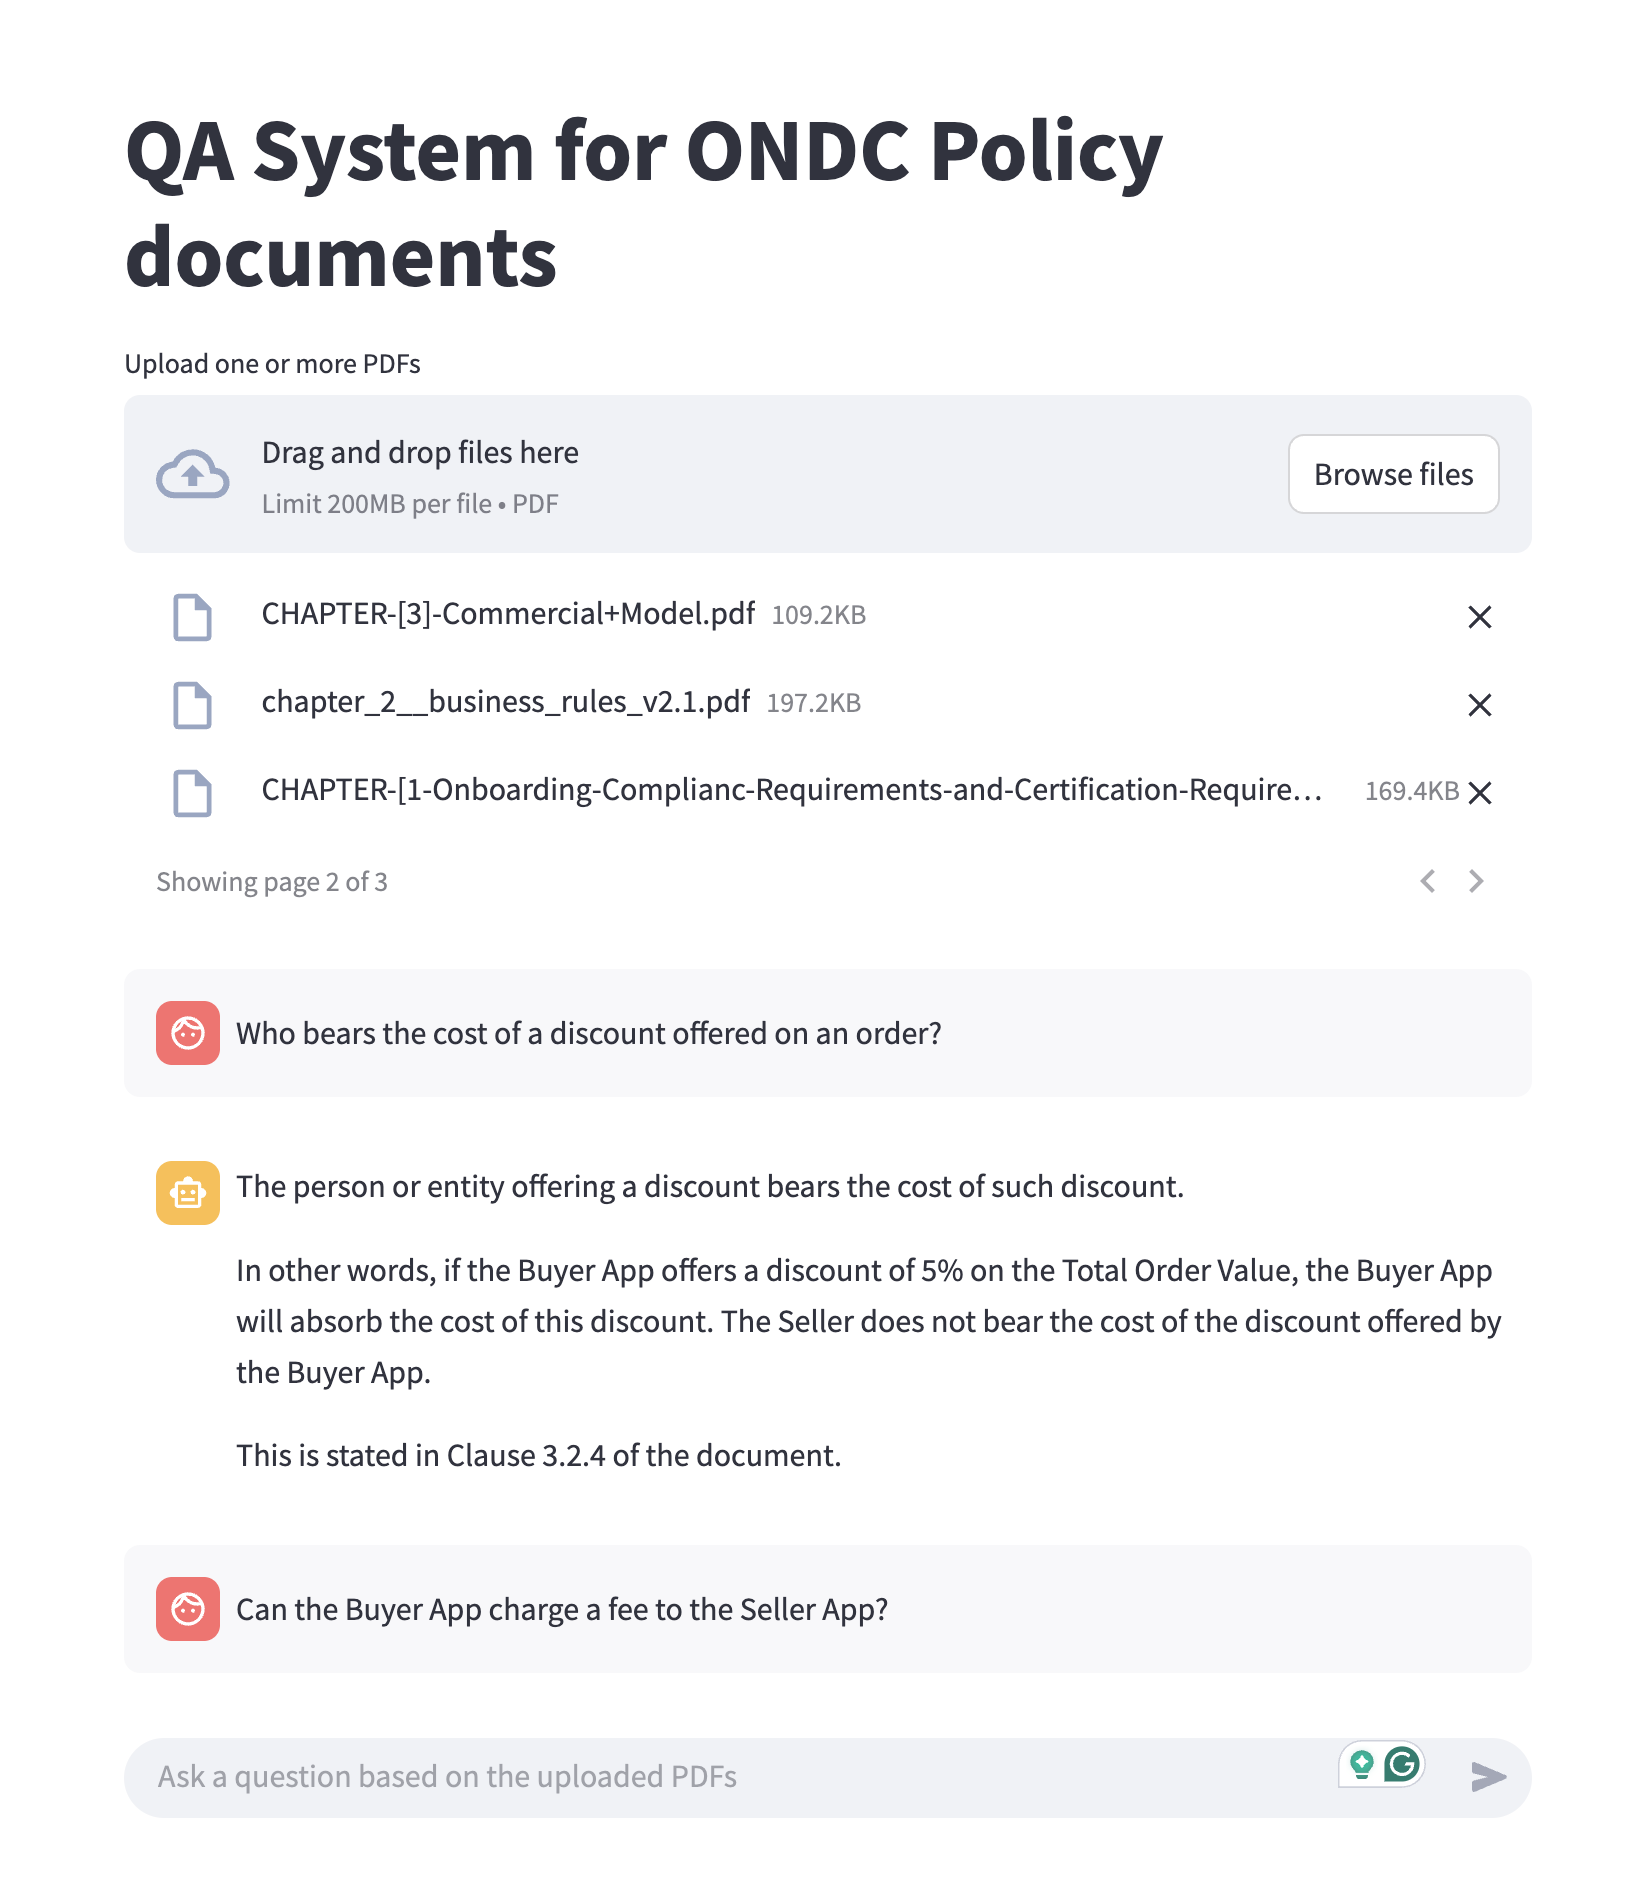 QA System for ONDC Policy
documents
Upload one or more PDFs
Drag and drop files here
Limit 200MB per file • PDF
Browse files
CHAPTER-[3]-Commercial+Model.pdf 109.2KB
chapter_2__business_rules_v2.1.pdf 197.2KB
CHAPTER-[1-Onboarding-Complianc-Requirements-and-Certification-Require... 169.4KB
Showing page 2 of 3
Who bears the cost of a discount offered on an order?
The person or entity offering a discount bears the cost of such discount.
In other words, if the Buyer App offers a discount of 5% on the Total Order Value, the Buyer App
will absorb the cost of this discount. The Seller does not bear the cost of the discount offered by
the Buyer App.
This is stated in Clause 3.2.4 of the document.
Can the Buyer App charge a fee to the Seller App?
Ask a question based on the uploaded PDFs